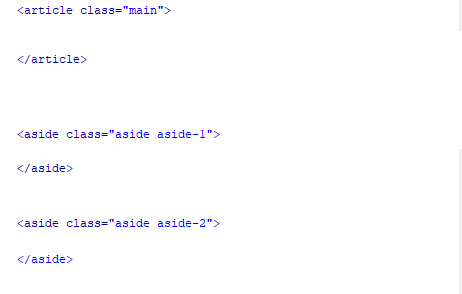 <article class="main">
</article>
<aside class="aside aside-1">
</aside>
<aside class="aside aside-2">
</aside>